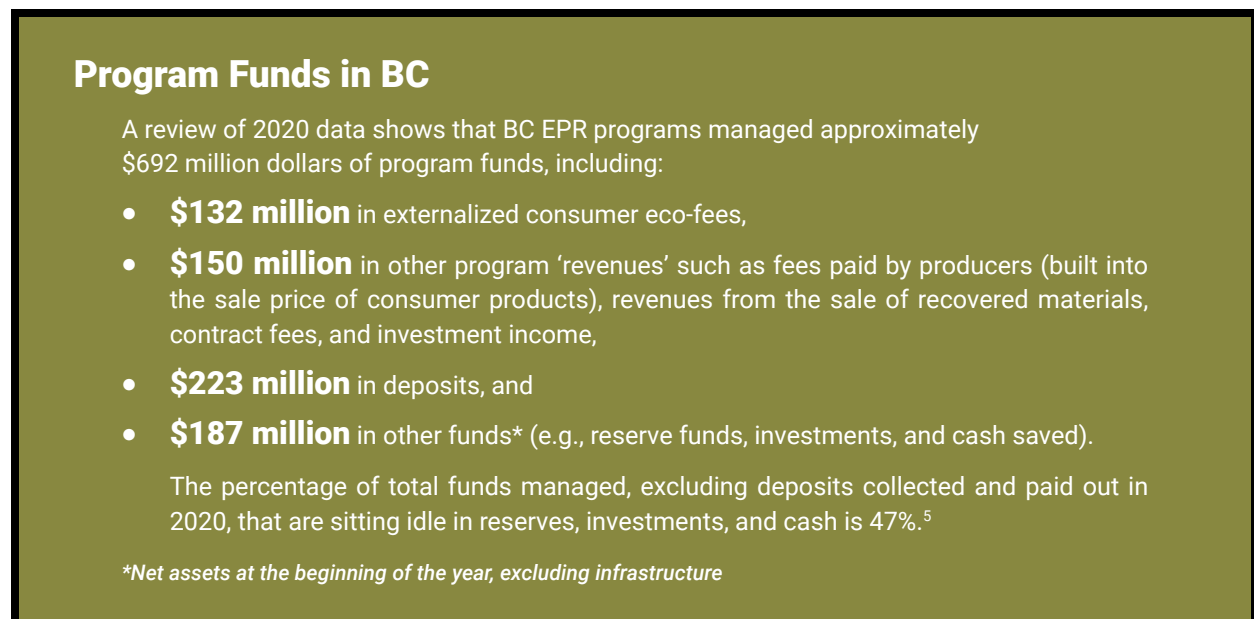 Program Funds in BC
A review of 2020 data shows that BC EPR programs managed approximately
$692 million dollars of program funds, including:
• $132 million in externalized consumer eco-fees,
• $150 million in other program ‘revenues’ such as fees paid by producers (built into
the sale price of consumer products), revenues from the sale of recovered materials,
contract fees, and investment income,
• $223 million in deposits, and
• $187 million in other funds* (e.g., reserve funds, investments, and cash saved).
The percentage of total funds managed, excluding deposits collected and paid out in
2020, that are sitting idle in reserves, investments, and cash is 47%.⁵
*Net assets at the beginning of the year, excluding infrastructure